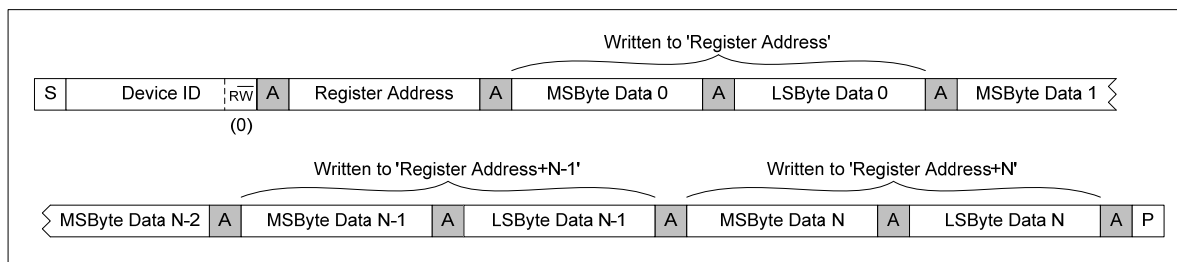 Written to 'Register Address'
S Device ID RW A Register Address A MSByte Data 0 A LSByte Data 0 A MSByte Data 1
(0)
Written to 'Register Address+N-1' Written to 'Register Address+N'
MSByte Data N-2 A MSByte Data N-1 A LSByte Data N-1 A MSByte Data N A LSByte Data N A P